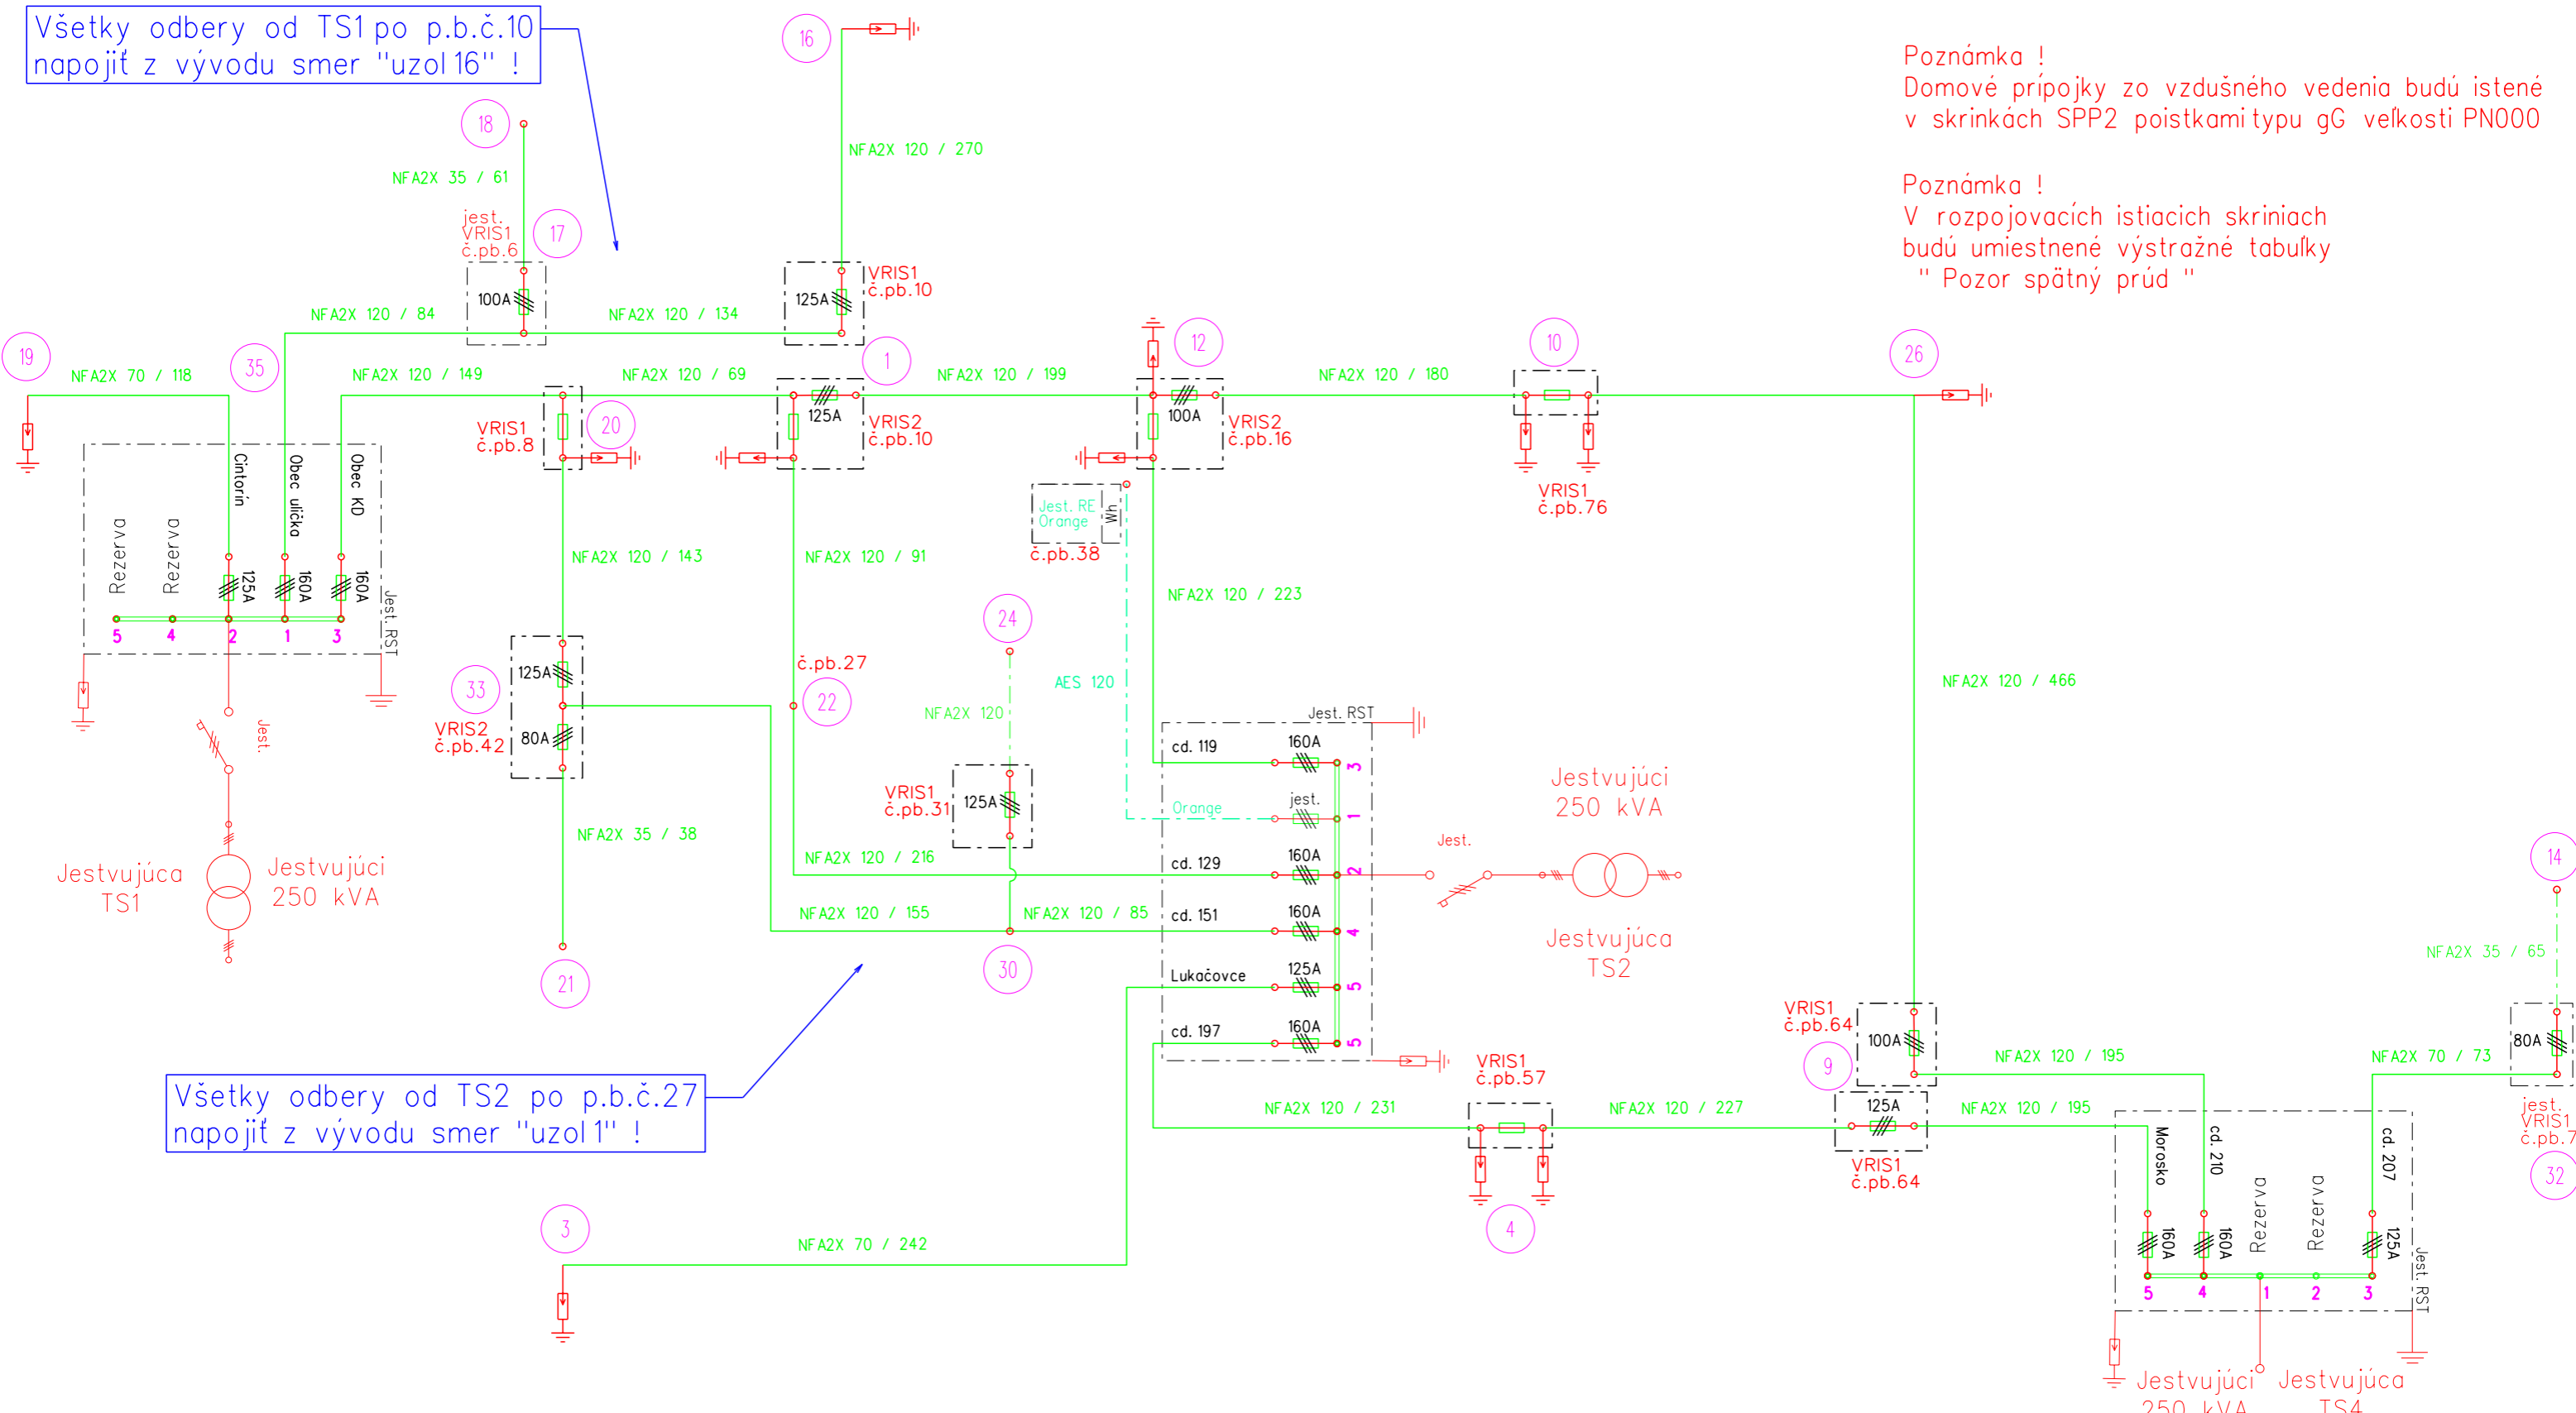 Všetky odbery od TS1 po p.b.č.10
napojiť z vývodu smer "uzol 16" !
16
Poznámka !
Domové prípojky zo vzdušného vedenia budú istené
v skrinkách SPP2 poistkami typu gG veľkosti PN000
Poznámka !
V rozpojovacích istiacich skriniach
budú umiestnené výstražné tabuľky
" Pozor spätný prúd "
18
NFA2X 35 / 61
NFA2X 120 / 270
jest.
VRIS1
č.pb.6
17
100A
125A
VRIS1
č.pb.10
NFA2X 120 / 84
NFA2X 120 / 134
19
35
1
12
10
26
NFA2X 70 / 118
NFA2X 120 / 149
NFA2X 120 / 69
NFA2X 120 / 199
NFA2X 120 / 180
125A
100A
VRIS1
č.pb.8
20
VRIS2
č.pb.10
VRIS2
č.pb.16
VRIS1
č.pb.76
Cintorín
Obec ulička
Obec KD
Rezerva
Rezerva
125A
160A
160A
Jest. RST
5
4
2
1
3
Jest.
Jestvujúca
TS1
Jestvujúci
250 kVA
NFA2X 120 / 143
NFA2X 120 / 91
Jest. RE
Orange
Wh
č.pb.38
NFA2X 120 / 223
24
č.pb.27
22
33
125A
80A
VRIS2
č.pb.42
AES 120
NFA2X 120
NFA2X 120 / 466
VRIS1
č.pb.31
125A
NFA2X 35 / 38
21
NFA2X 120 / 216
NFA2X 120 / 155
NFA2X 120 / 85
30
Jest. RST
cd. 119
160A
3
Orange
jest.
1
cd. 129
160A
2
cd. 151
160A
4
Lukačovce
125A
5
cd. 197
160A
5
Jest.
Jestvujúci
250 kVA
Jestvujúca
TS2
14
NFA2X 35 / 65
VRIS1
č.pb.64
100A
9
NFA2X 120 / 195
NFA2X 70 / 73
80A
jest.
VRIS1
č.pb.7
32
Všetky odbery od TS2 po p.b.č.27
napojiť z vývodu smer "uzol 1" !
VRIS1
č.pb.57
NFA2X 120 / 231
NFA2X 120 / 227
125A
NFA2X 120 / 195
VRIS1
č.pb.64
4
3
NFA2X 70 / 242
Morosko
cd. 210
Rezerva
Rezerva
cd. 207
160A
160A
125A
Jest. RST
5
4
1
2
3
Jestvujúci
250 kVA
Jestvujúca
TS4